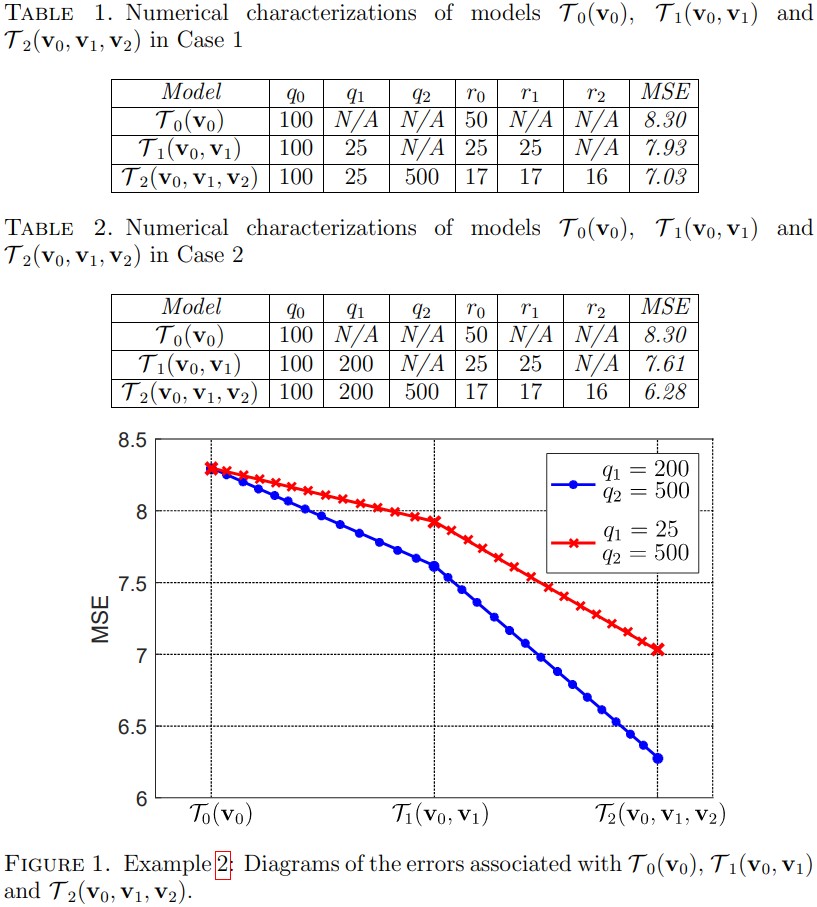 TABLE 1. Numerical characterizations of models 𝒯₀(v₀), 𝒯₁(v₀, v₁) and
𝒯₂(v₀, v₁, v₂) in Case 1
Model q₀ q₁ q₂ r₀ r₁ r₂ MSE
𝒯₀(v₀) 100 N/A N/A 50 N/A N/A 8.30
𝒯₁(v₀, v₁) 100 25 N/A 25 25 N/A 7.93
𝒯₂(v₀, v₁, v₂) 100 25 500 17 17 16 7.03
TABLE 2. Numerical characterizations of models 𝒯₀(v₀), 𝒯₁(v₀, v₁) and
𝒯₂(v₀, v₁, v₂) in Case 2
Model q₀ q₁ q₂ r₀ r₁ r₂ MSE
𝒯₀(v₀) 100 N/A N/A 50 N/A N/A 8.30
𝒯₁(v₀, v₁) 100 200 N/A 25 25 N/A 7.61
𝒯₂(v₀, v₁, v₂) 100 200 500 17 17 16 6.28
8.5
8
7.5
7
6.5
6
MSE
q₁ = 200
q₂ = 500
q₁ = 25
q₂ = 500
𝒯₀(v₀) 𝒯₁(v₀, v₁) 𝒯₂(v₀, v₁, v₂)
FIGURE 1. Example 2: Diagrams of the errors associated with 𝒯₀(v₀), 𝒯₁(v₀, v₁)
and 𝒯₂(v₀, v₁, v₂).